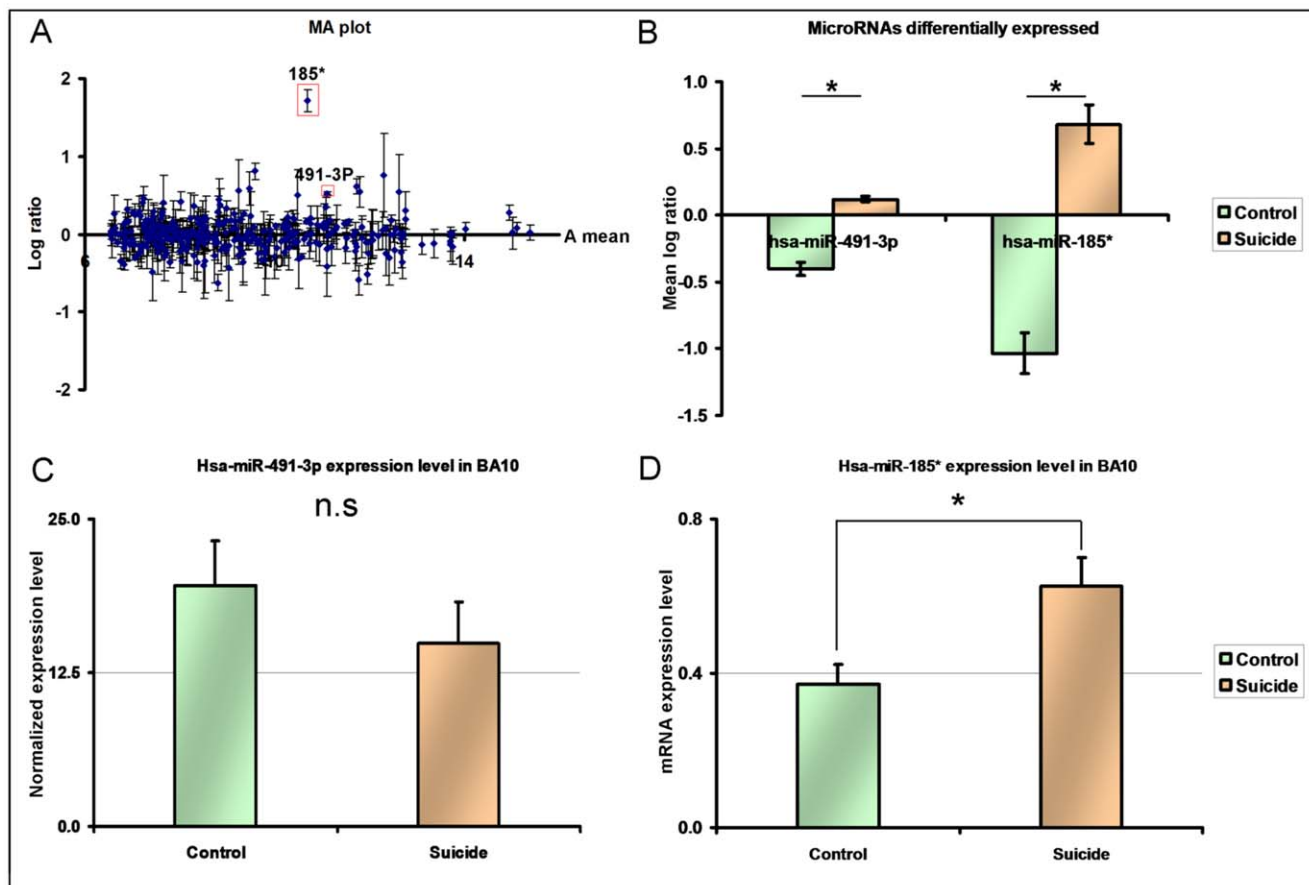 A
MA plot
2
1
0
-1
-2
Log ratio
185*
491-3P
6
10
14
A mean
B
MicroRNAs differentially expressed
1.0
0.5
0.0
-0.5
-1.0
-1.5
Mean log ratio
*
*
hsa-miR-491-3p
hsa-miR-185*
Control
Suicide
C
Hsa-miR-491-3p expression level in BA10
n.s
25.0
12.5
0.0
Normalized expression level
Control
Suicide
D
Hsa-miR-185* expression level in BA10
*
0.8
0.4
0.0
mRNA expression level
Control
Suicide
Control
Suicide